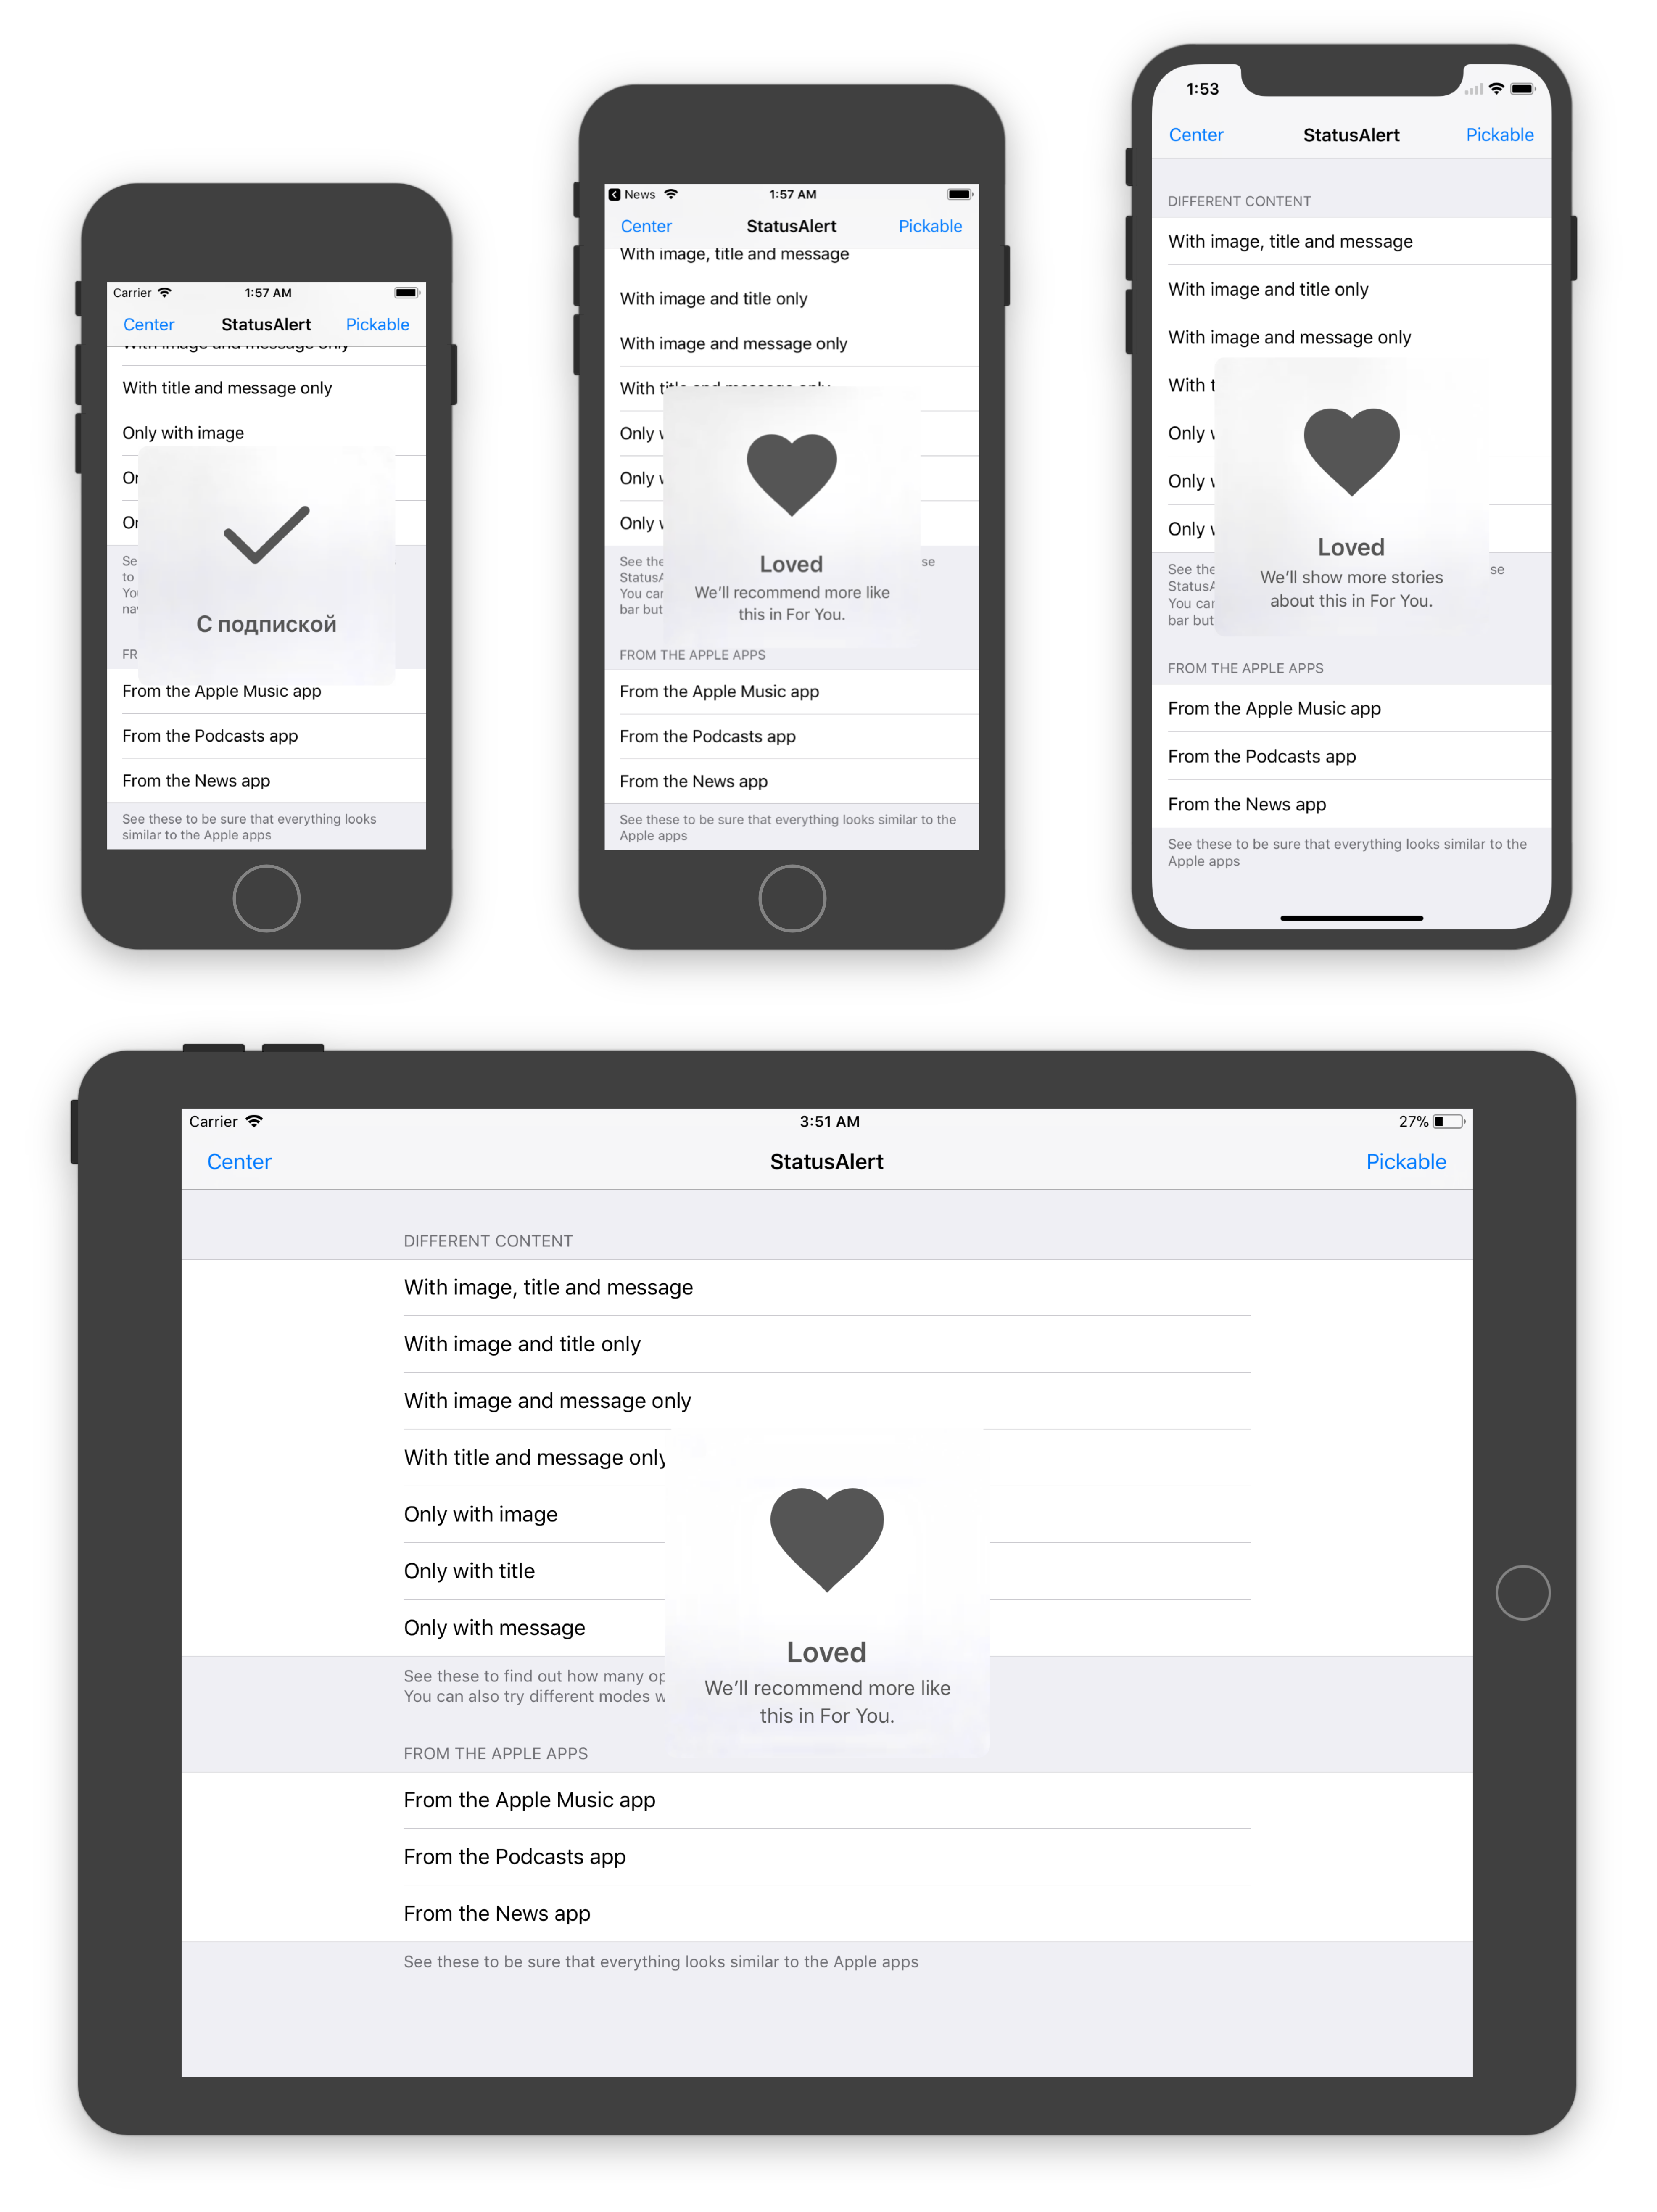 Carrier 1:57 AM
Center StatusAlert Pickable
With image and message only
With title and message only
Only with image
See
to
FR
С подпиской
From the Apple Music app
From the Podcasts app
From the News app
See these to be sure that everything looks
similar to the Apple apps
News 1:57 AM
Center StatusAlert Pickable
With image, title and message
With image and title only
With image and message only
With title and message only
Only
Only
Only
See the
You
bar but
Loved
We’ll recommend more like
this in For You.
FROM THE APPLE APPS
From the Apple Music app
From the Podcasts app
From the News app
See these to be sure that everything looks similar to the
Apple apps
1:53
Center StatusAlert Pickable
DIFFERENT CONTENT
With image, title and message
With image and title only
With image and message only
With
Only
Only
Only
See the
You
bar but
Loved
We’ll show more stories
about this in For You.
FROM THE APPLE APPS
From the Apple Music app
From the Podcasts app
From the News app
See these to be sure that everything looks similar to the
Apple apps
Carrier 3:51 AM 27%
Center StatusAlert Pickable
DIFFERENT CONTENT
With image, title and message
With image and title only
With image and message only
With title and message only
Only with image
Only with title
Only with message
See these to find out how many
You can also try different modes
Loved
We’ll recommend more like
this in For You.
FROM THE APPLE APPS
From the Apple Music app
From the Podcasts app
From the News app
See these to be sure that everything looks similar to the Apple apps